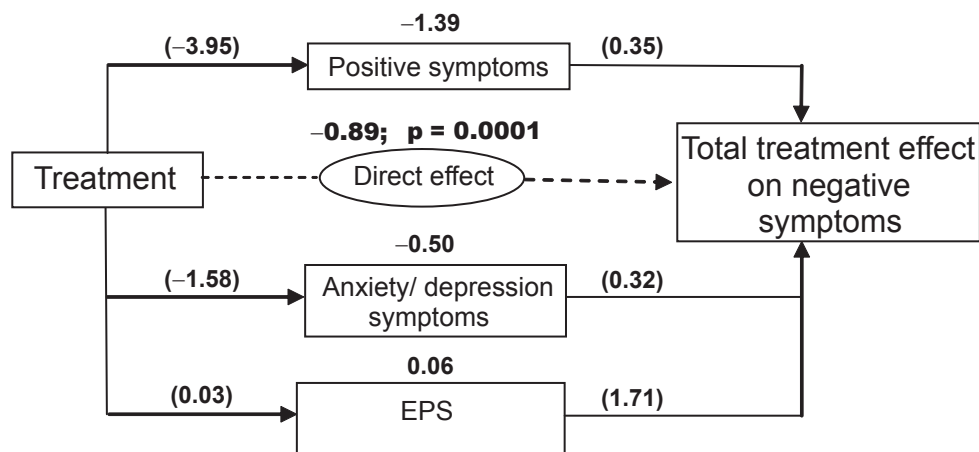 −1.39
(−3.95)
(0.35)
Positive symptoms
−0.89; p = 0.0001
Treatment
Direct effect
Total treatment effect
on negative
symptoms
−0.50
(−1.58)
(0.32)
Anxiety/ depression
symptoms
0.06
(0.03)
(1.71)
EPS